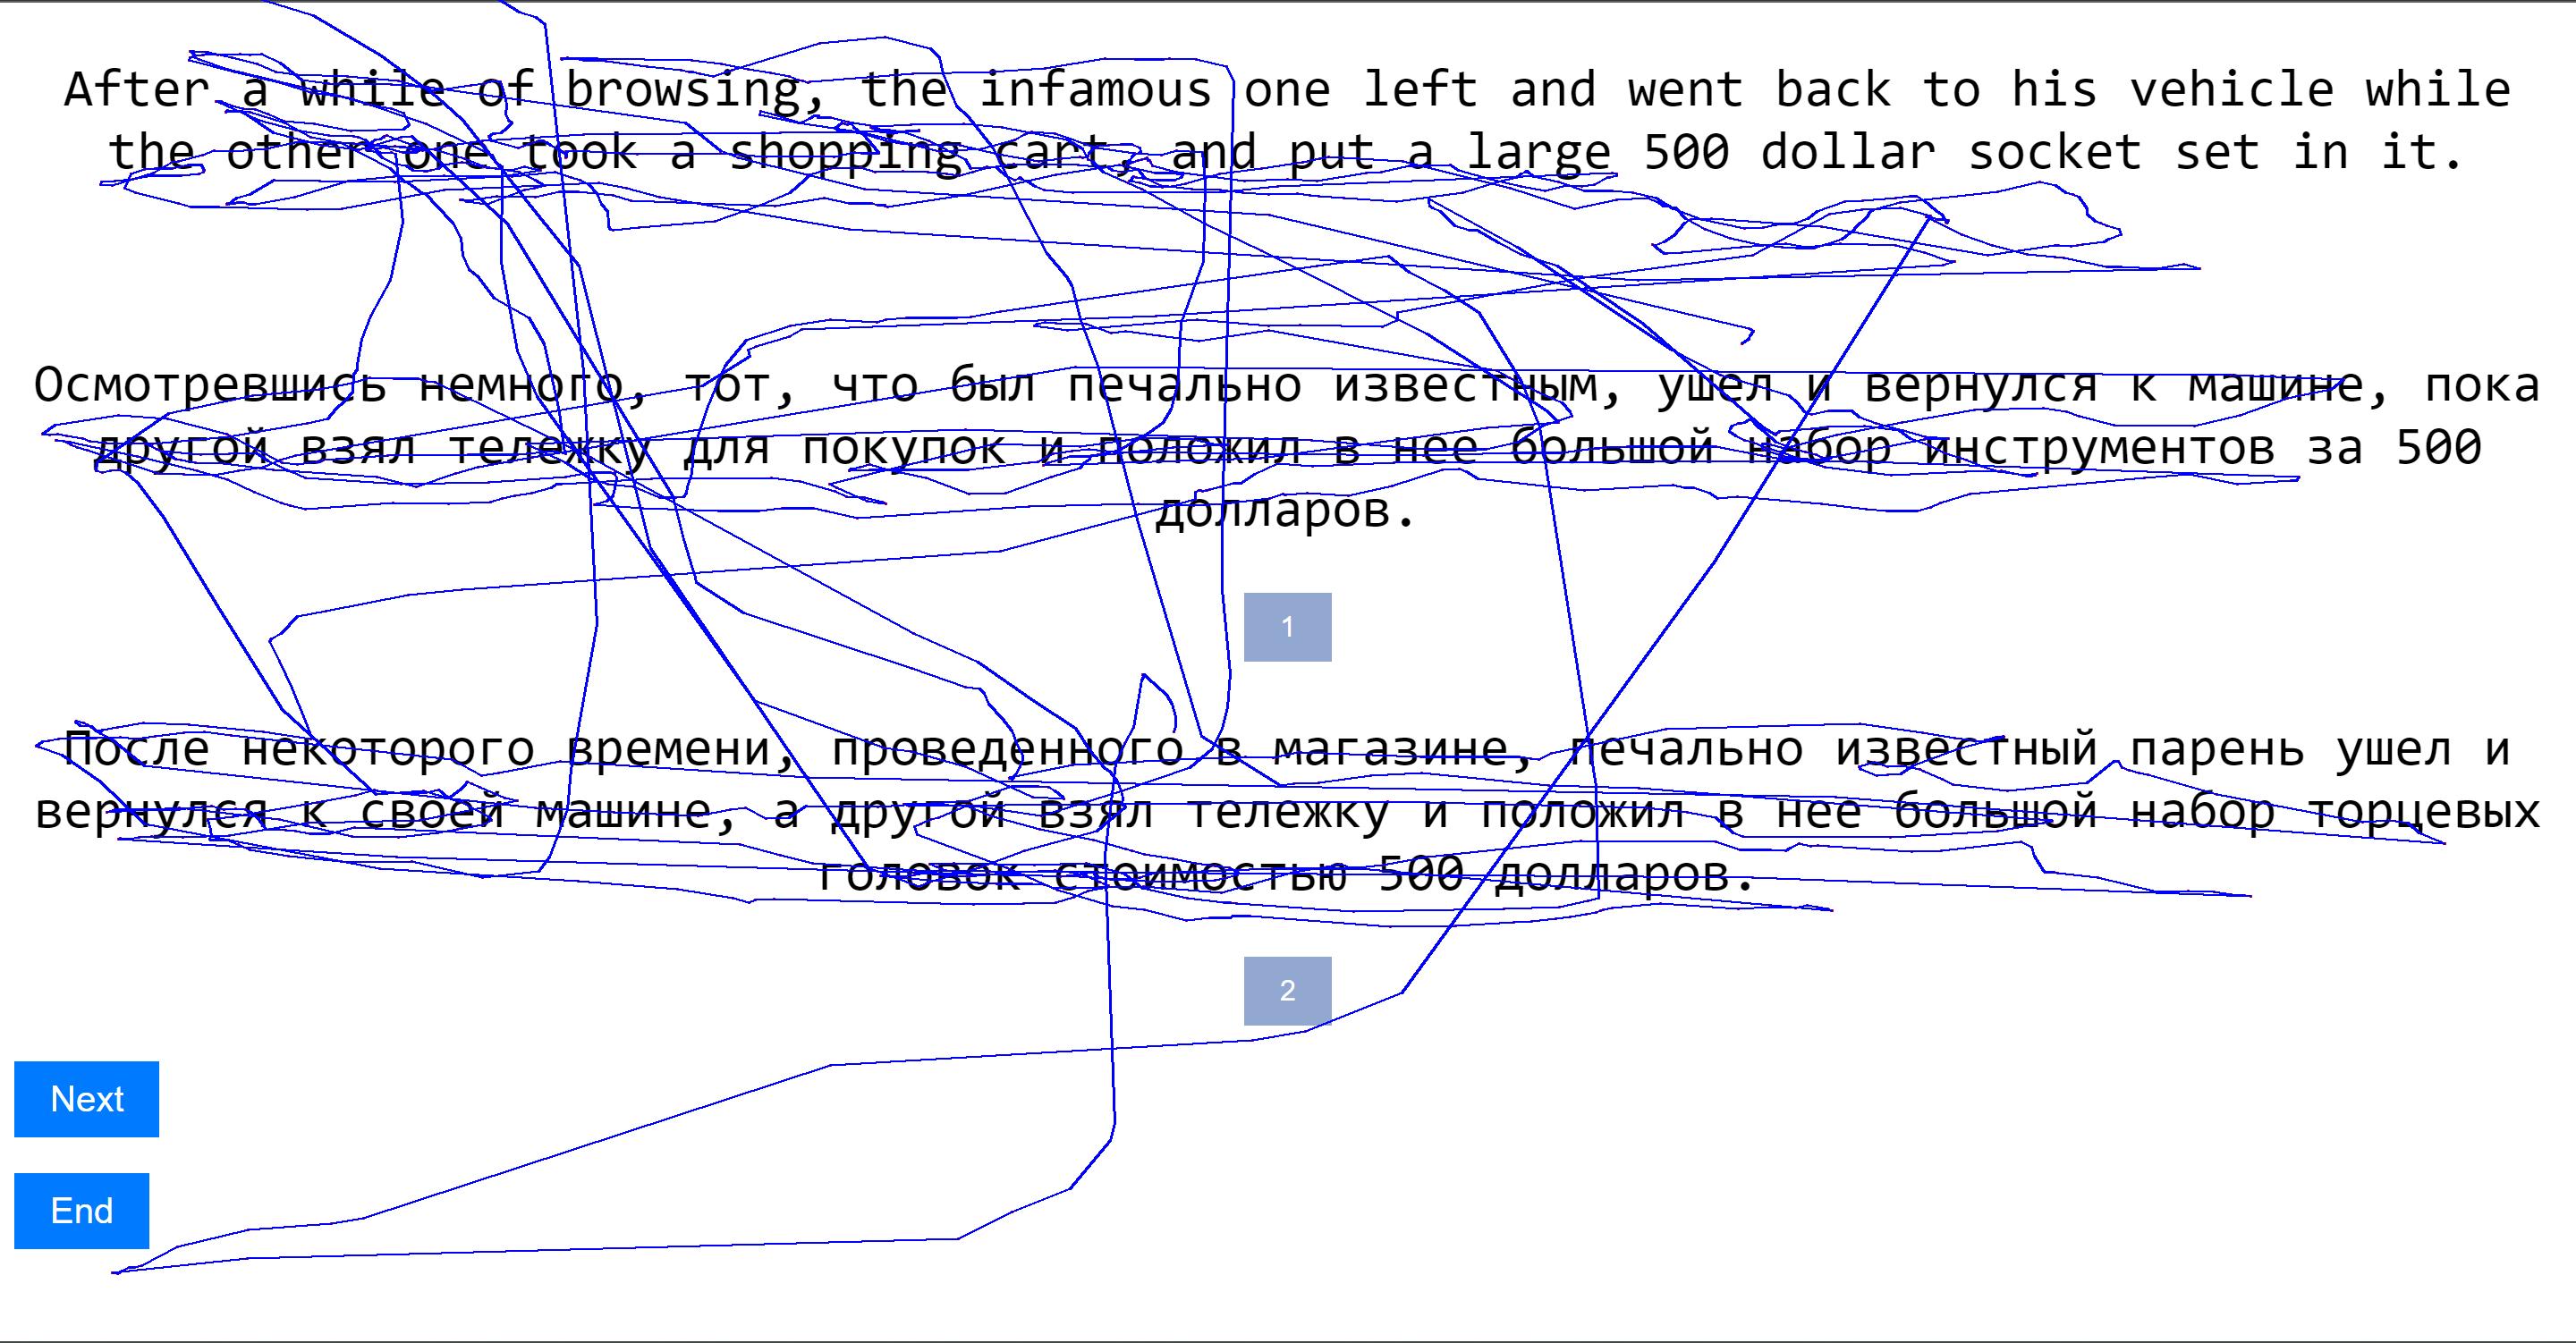 After a while of browsing, the infamous one left and went back to his vehicle while
the other one took a shopping cart, and put a large 500 dollar socket set in it.
Осмотревшись немного, тот, что был печально известным, ушел и вернулся к машине, пока
другой взял тележку для покупок и положил в нее большой набор инструментов за 500
долларов.
1
После некоторого времени, проведенного в магазине, печально известный парень ушел и
вернулся к своей машине, а другой взял тележку и положил в нее большой набор торцевых
головок стоимостью 500 долларов.
2
Next
End